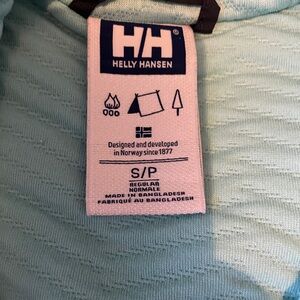 HH®
HELLY HANSEN
Designed and developed
in Norway since 1877
S/P
REGULAR
NORMALE
MADE IN BANGLADESH
FABRIQUÉ AU BANGLADESH